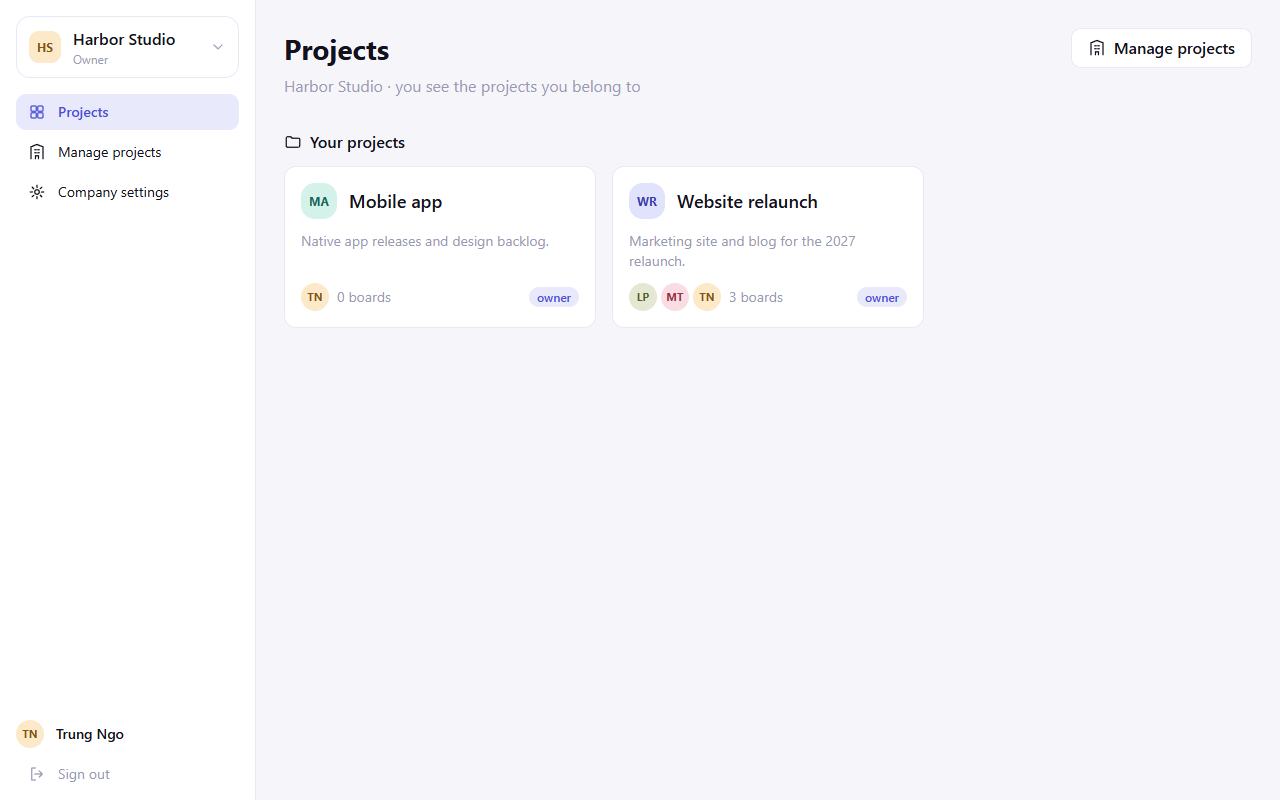 HS
Harbor Studio
Owner
Projects
Manage projects
Company settings
TN
Trung Ngo
Sign out
Projects
Harbor Studio · you see the projects you belong to
Manage projects
Your projects
MA
Mobile app
Native app releases and design backlog.
TN
0 boards
owner
WR
Website relaunch
Marketing site and blog for the 2027
relaunch.
LP
MT
TN
3 boards
owner